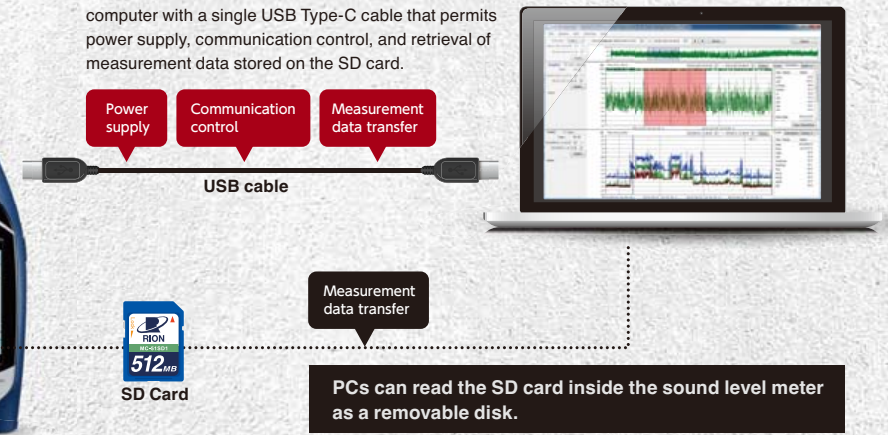 computer with a single USB Type-C cable that permits
power supply, communication control, and retrieval of
measurement data stored on the SD card.
Power
supply
Communication
control
Measurement
data transfer
USB cable
Measurement
data transfer
RION
MC-51SD1
512MB
SD Card
PCs can read the SD card inside the sound level meter
as a removable disk.